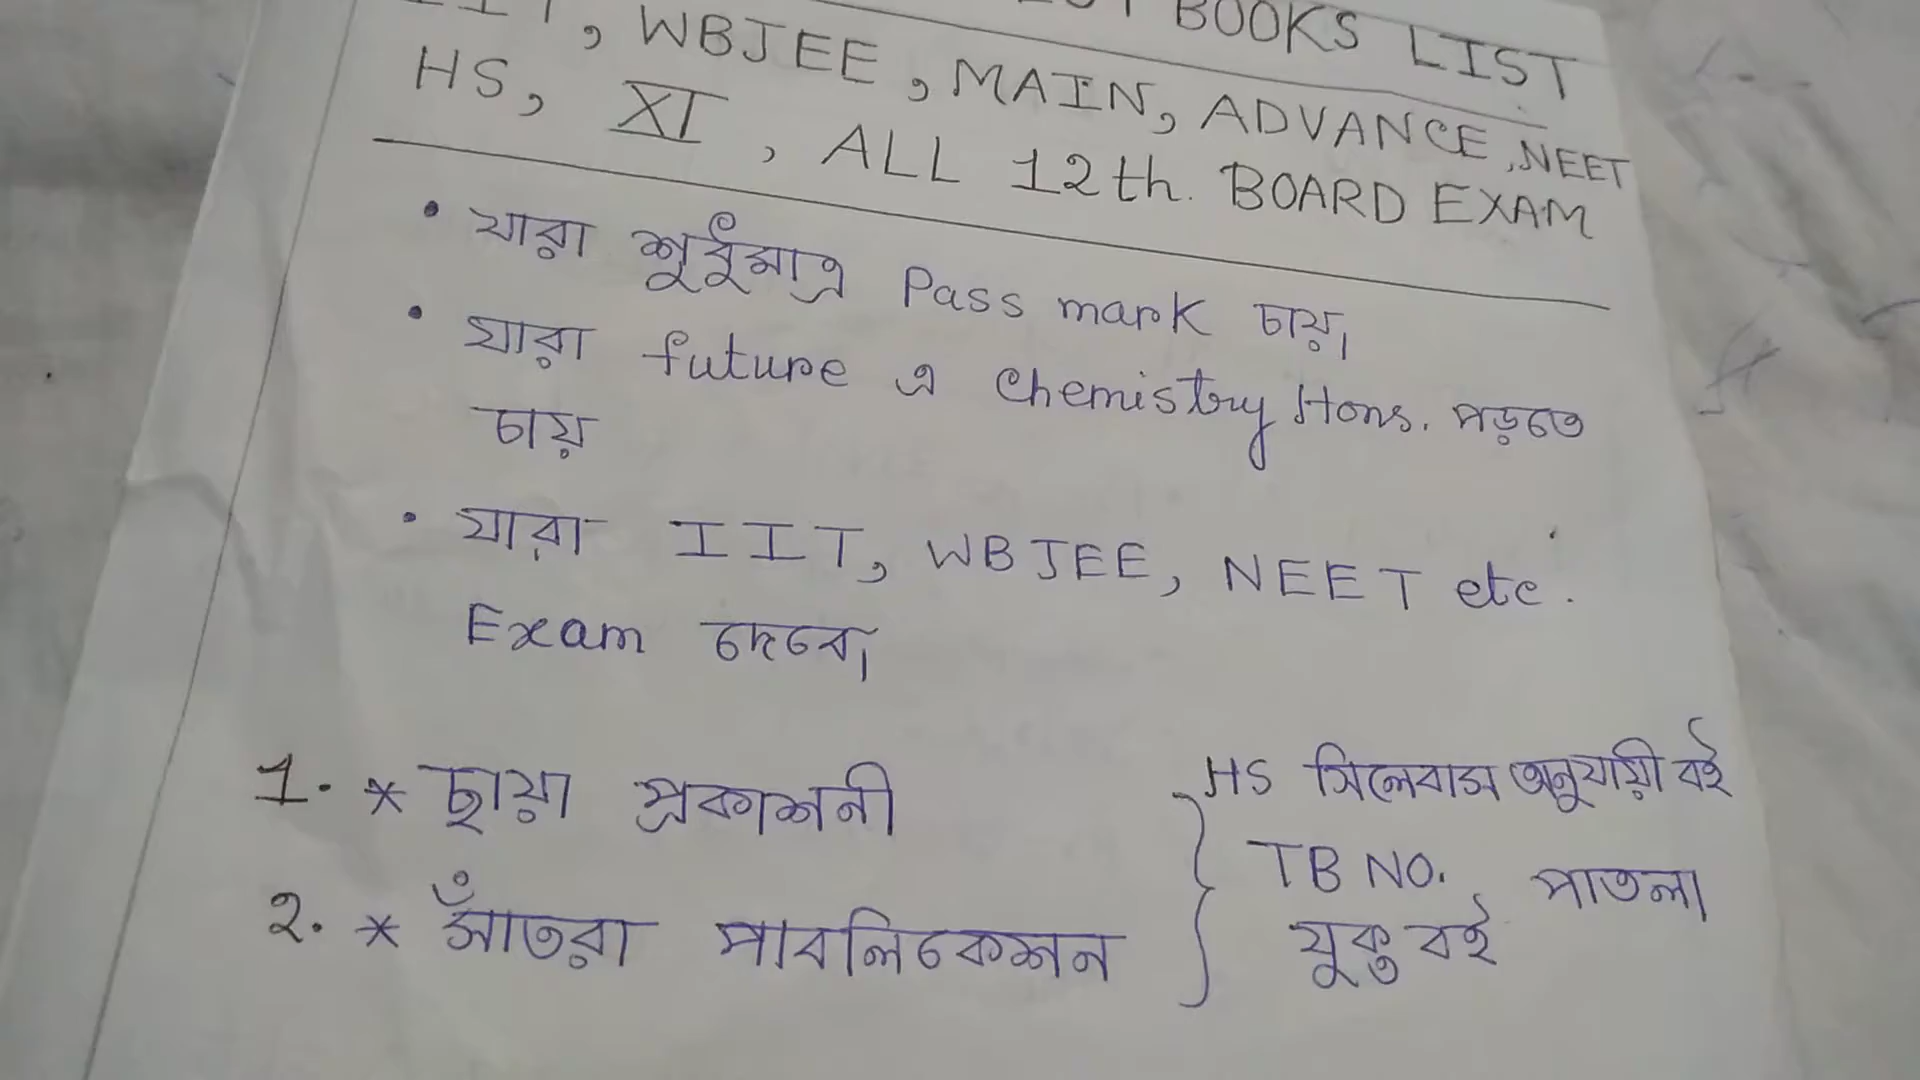 BOOKS LIST
IIT, WBJEE, MAIN, ADVANCE, NEET
HS, XI, ALL 12th. BOARD EXAM
• যারা শুধুমাত্র Pass mark চায়।
• যারা future এ Chemistry Hons. পড়তে
চায়
• যারা IIT, WBJEE, NEET etc.
Exam দেবে।
1. * ছায়া প্রকাশনী
2. * সাঁতরা পাবলিকেশন
HS সিলেবাস অনুযায়ী বই
TB NO. পাতলা
যুক্ত বই